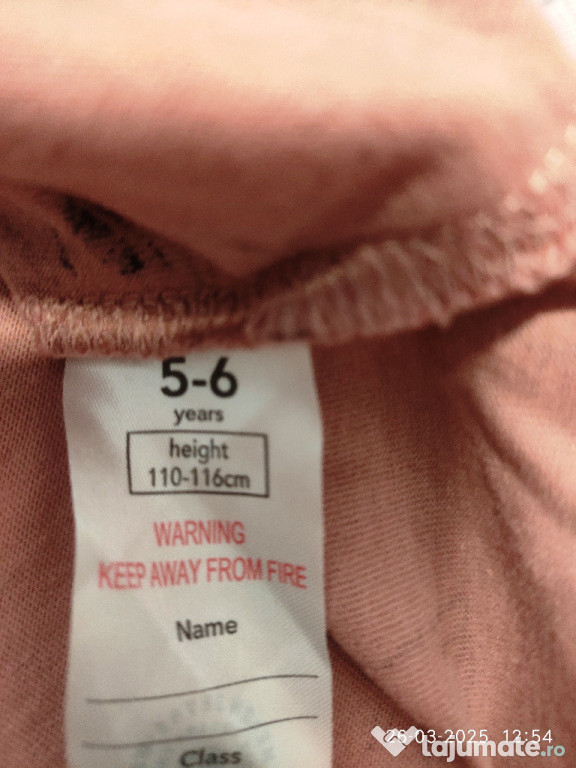 5-6
years
height
110-116cm
WARNING
KEEP AWAY FROM FIRE
Name
Class
26-03-2025 12:54
lajumate.ro